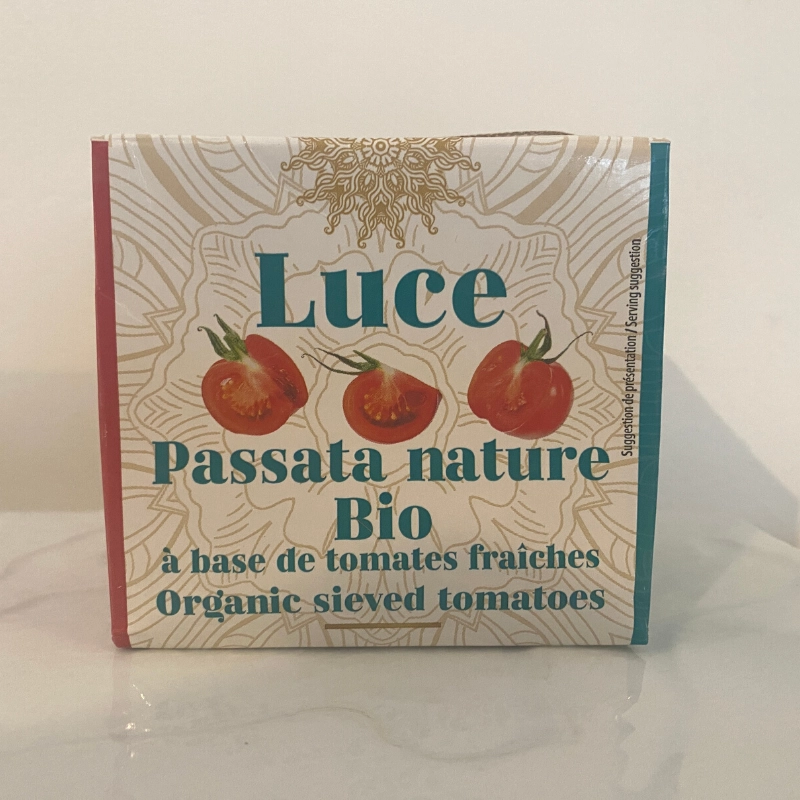 Luce
Passata nature
Bio
à base de tomates fraîches
Organic sieved tomatoes
Suggestion de présentation / Serving suggestion